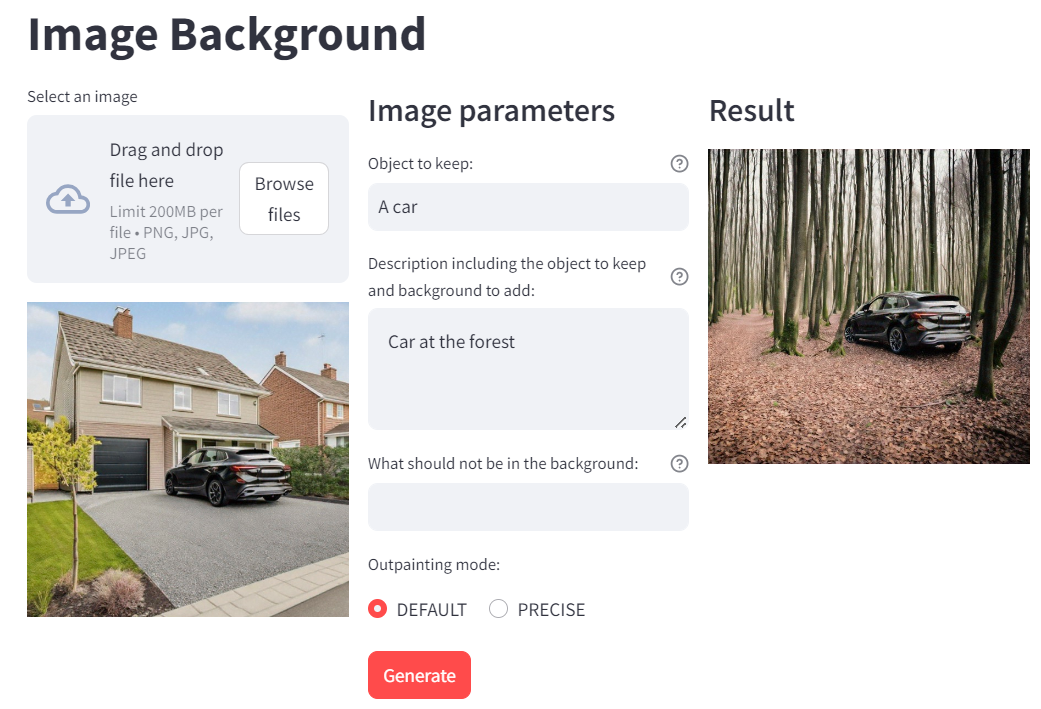 Image Background
Select an image
Drag and drop
file here
Limit 200MB per
file • PNG, JPG,
JPEG
Browse
files
Image parameters
Object to keep:
A car
Description including the object to keep
and background to add:
Car at the forest
What should not be in the background:
Outpainting mode:
DEFAULT
PRECISE
Generate
Result